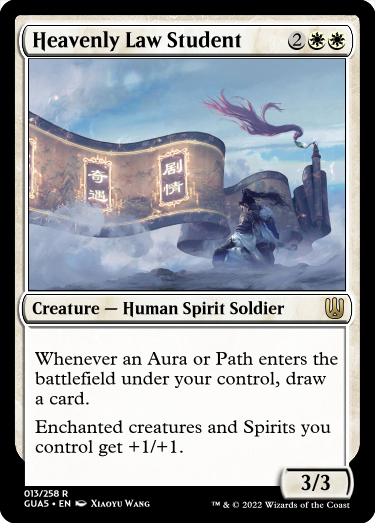 Heavenly Law Student 2
奇遇
剧情
Creature — Human Spirit Soldier
Whenever an Aura or Path enters the
battlefield under your control, draw
a card.
Enchanted creatures and Spirits you
control get +1/+1.
3/3
013/258 R
GUA5 • EN XIAOYU WANG
™ & © 2022 Wizards of the Coast